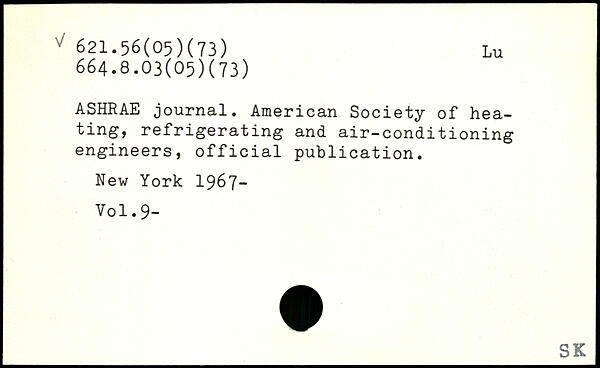 √ 621.56(05)(73) Lu
664.8.03(05)(73)
ASHRAE journal. American Society of hea-
ting, refrigerating and air-conditioning
engineers, official publication.
New York 1967-
Vol.9-
SK